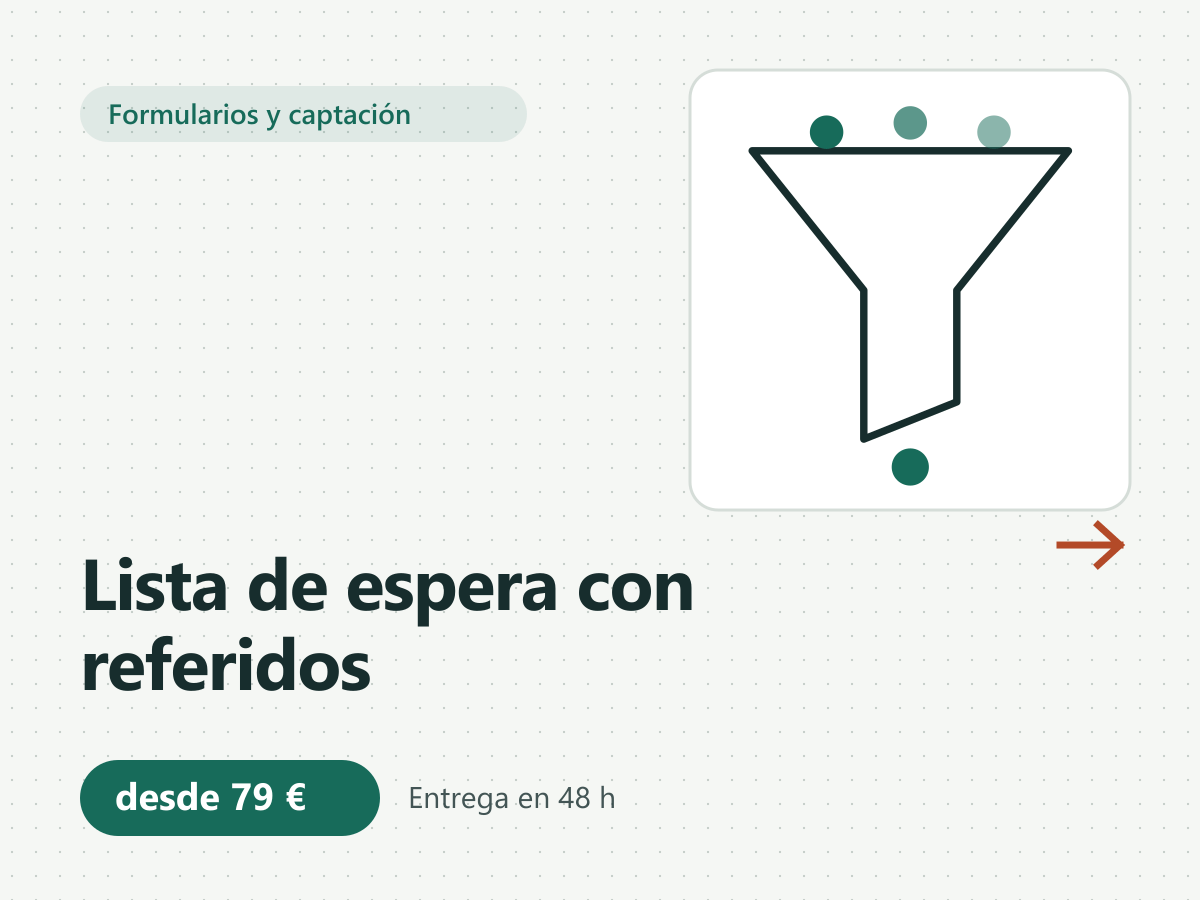 Formularios y captación
Lista de espera con
referidos
desde 79 €
Entrega en 48 h